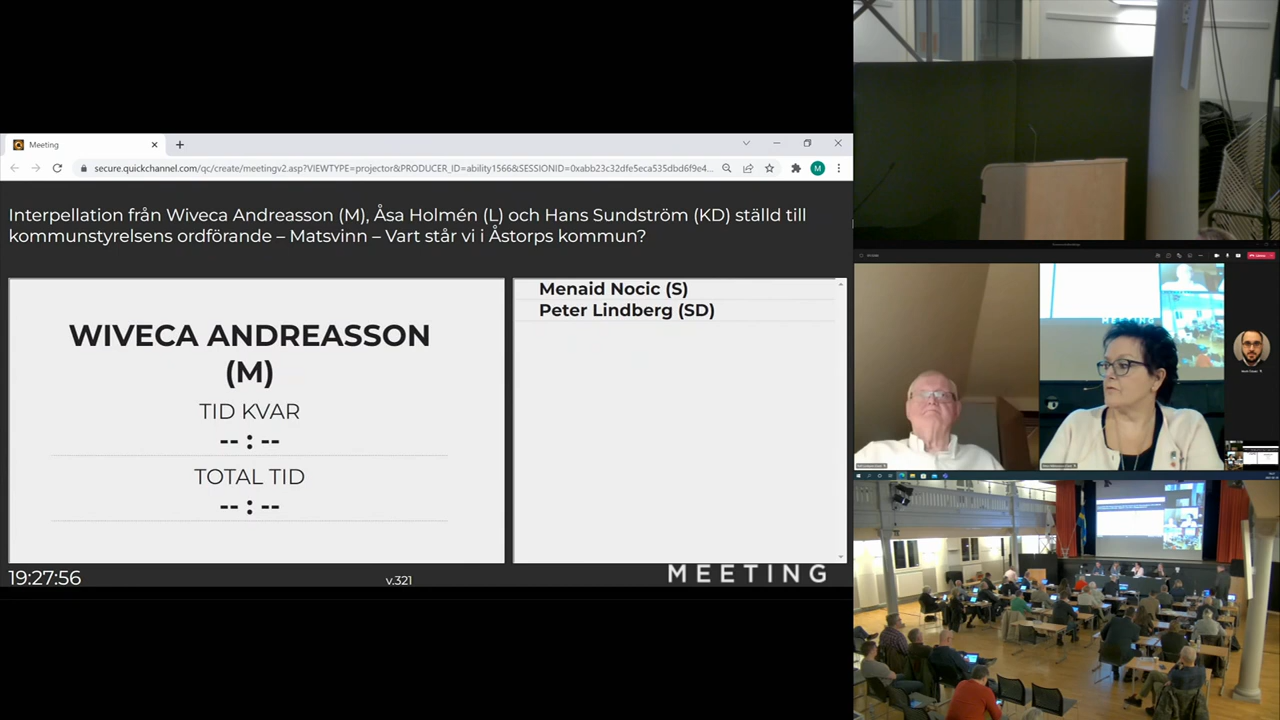 Meeting
secure.quickchannel.com/qc/create/meetingv2.asp?VIEWTYPE=projector&PRODUCER_ID=ability1566&SESSIONID=0xabb23c32dfe5eca535dbd6f9e4...
M
Interpellation från Wiveca Andreasson (M), Åsa Holmén (L) och Hans Sundström (KD) ställd till
kommunstyrelsens ordförande – Matsvinn – Vart står vi i Åstorps kommun?
WIVECA ANDREASSON
(M)
TID KVAR
-- : --
TOTAL TID
-- : --
Menaid Nocic (S)
Peter Lindberg (SD)
19:27:56
v.321
MEETING
MEETING